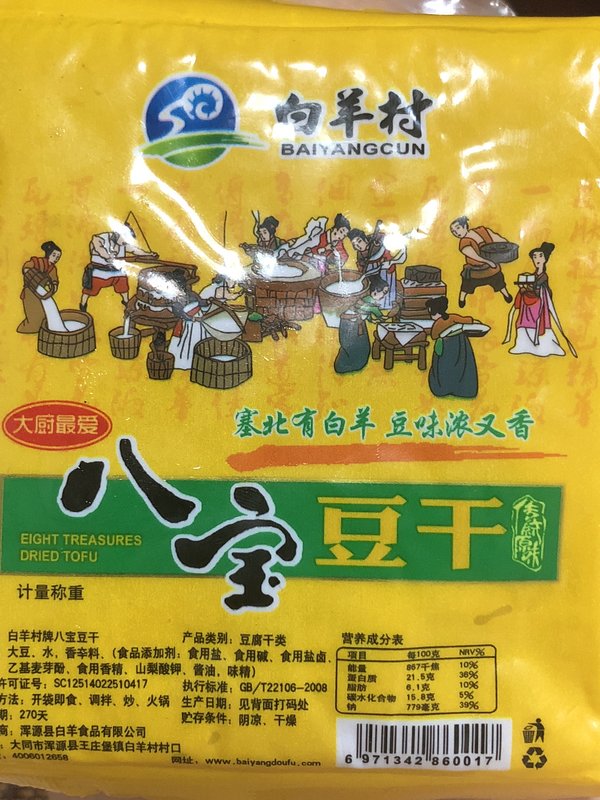 白羊村
BAIYANGCUN
大厨最爱
塞北有白羊 豆味浓又香
八宝豆干
EIGHT TREASURES
DRIED TOFU
计量称重
白羊村牌八宝豆干 产品类别：豆腐干类
大豆，水，香辛料，（食品添加剂：食用盐、食用碱、食用盐卤、
乙基麦芽酚，食用香精，山梨酸钾、酱油，味精）
许可证号：SC12514022510417 执行标准：GB/T22106-2008
方法：开袋即食、调拌、炒、火锅 生产日期：见背面打码处
期：270天 贮存条件：阴凉、干燥
商：浑源县白羊食品有限公司
：大同市浑源县王庄堡镇白羊村村口
：4006012658 网址：www.baiyangdoufu.com
营养成分表
项目 每100克 NRV%
能量 867千焦 10%
蛋白质 21.5克 36%
脂肪 6.1克 10%
碳水化合物 15.8克 5%
钠 779毫克 39%
6 971342 860017